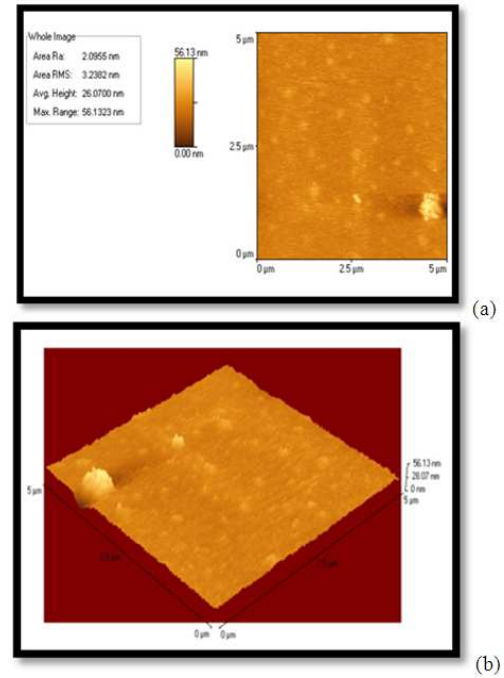 Whole Image
Area Ra: 2.0955 nm
Area RMS: 3.2382 nm
Avg. Height: 26.0700 nm
Max. Range: 56.1323 nm
56.13 nm
0.00 nm
5 µm
2.5 µm
0 µm
0 µm 2.5 µm 5 µm
(a)
56.13 nm
28.07 nm
0 nm
5 µm
5 µm
0 µm 0 µm
(b)